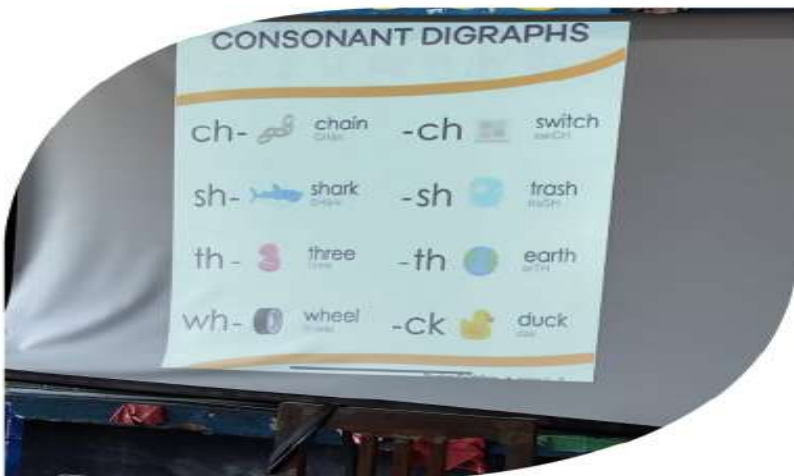 CONSONANT DIGRAPHS
ch- chain -ch switch
sh- shark -sh trash
th- three -th earth
wh- wheel -ck duck